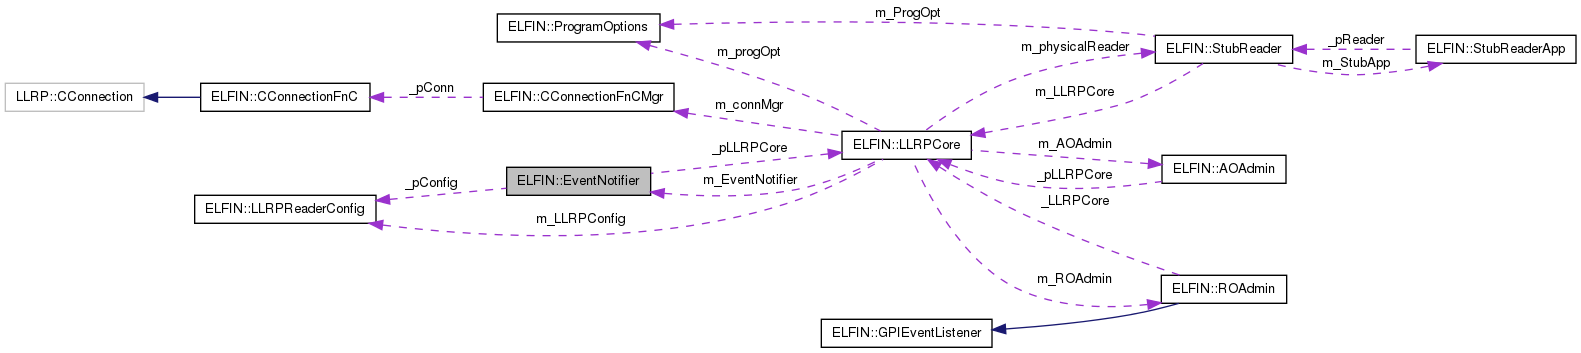 m_ProgOpt
ELFIN::ProgramOptions
_pReader
m_physicalReader
ELFIN::StubReader
ELFIN::StubReaderApp
m_progOpt
m_StubApp
_pConn
LLRP::CConnection
ELFIN::CConnectionFnC
ELFIN::CConnectionFnCMgr
m_LLRPCore
m_connMgr
_pLLRPCore
ELFIN::LLRPCore
m_AOAdmin
ELFIN::AOAdmin
_pLLRPCore
_pConfig
ELFIN::EventNotifier
m_EventNotifier
_LLRPCore
ELFIN::LLRPReaderConfig
m_LLRPConfig
m_ROAdmin
ELFIN::ROAdmin
ELFIN::GPIEventListener